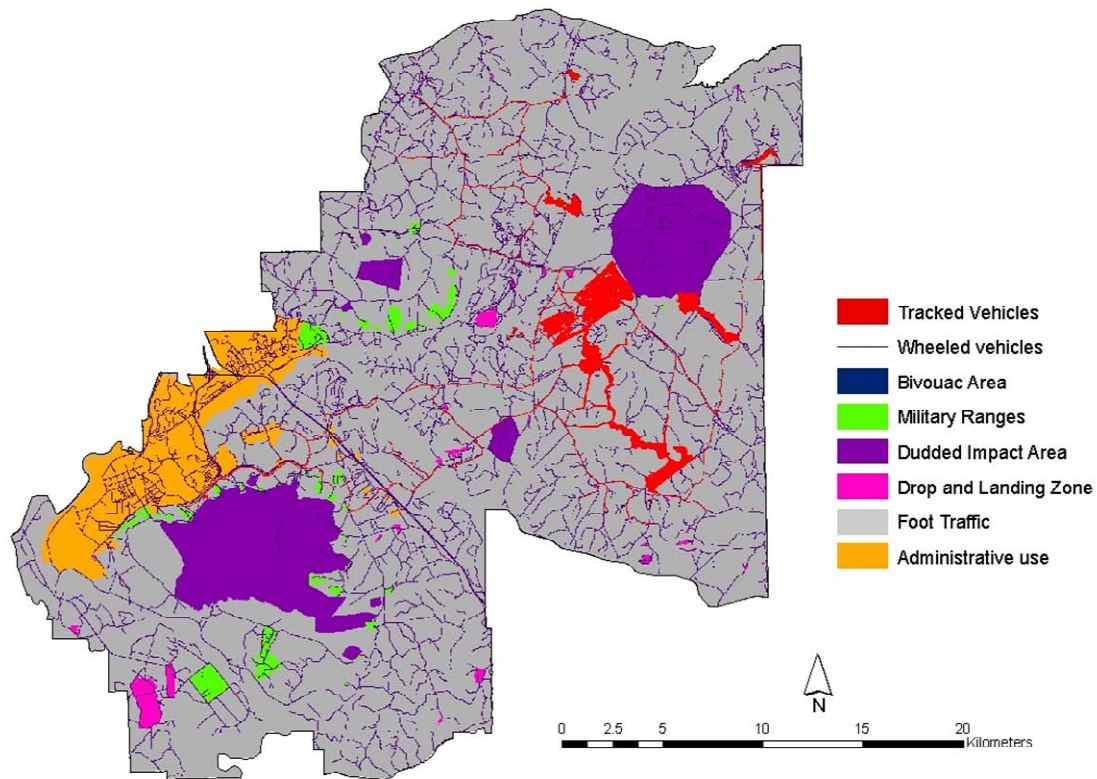 Tracked Vehicles
Wheeled vehicles
Bivouac Area
Military Ranges
Dudded Impact Area
Drop and Landing Zone
Foot Traffic
Administrative use
N
0 2.5 5 10 15 20
Kilometers